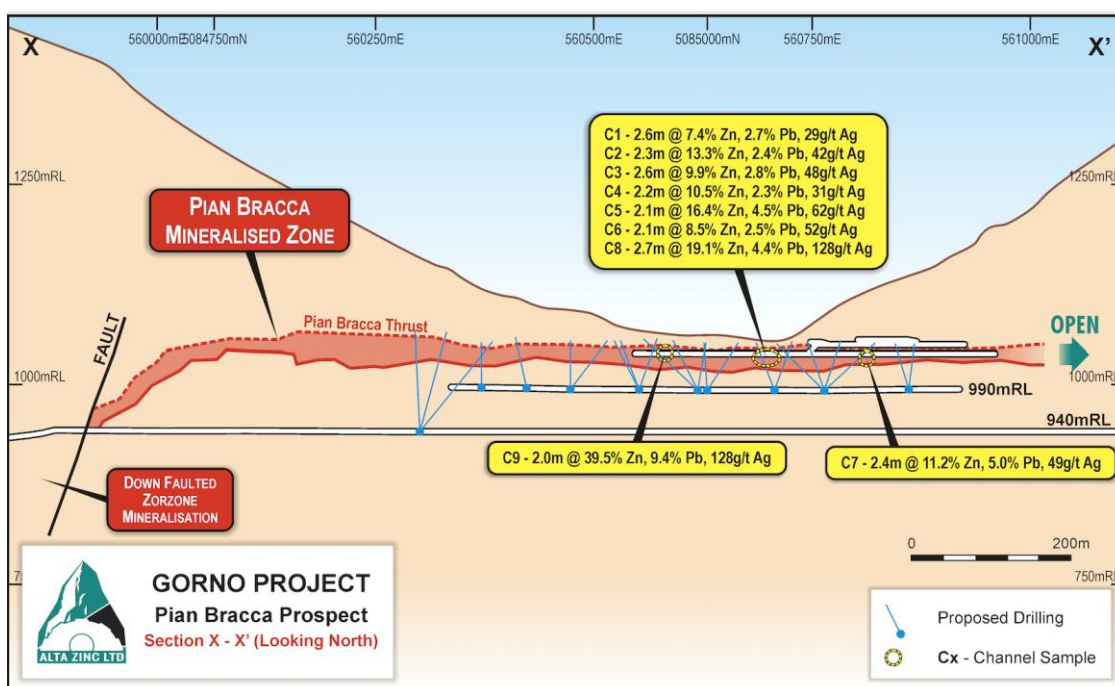 X
560000mE
5084750mN
560250mE
560500mE
5085000mN
560750mE
561000mE
X'
C1 - 2.6m @ 7.4% Zn, 2.7% Pb, 29g/t Ag
C2 - 2.3m @ 13.3% Zn, 2.4% Pb, 42g/t Ag
C3 - 2.6m @ 9.9% Zn, 2.8% Pb, 48g/t Ag
C4 - 2.2m @ 10.5% Zn, 2.3% Pb, 31g/t Ag
C5 - 2.1m @ 16.4% Zn, 4.5% Pb, 62g/t Ag
C6 - 2.1m @ 8.5% Zn, 2.5% Pb, 52g/t Ag
C8 - 2.7m @ 19.1% Zn, 4.4% Pb, 128g/t Ag
1250mRL
1250mRL
PIAN BRACCA
MINERALISED ZONE
Pian Bracca Thrust
OPEN
FAULT
1000mRL
1000mRL
990mRL
940mRL
C9 - 2.0m @ 39.5% Zn, 9.4% Pb, 128g/t Ag
C7 - 2.4m @ 11.2% Zn, 5.0% Pb, 49g/t Ag
DOWN FAULTED
ZORZONE
MINERALISATION
0
200m
750mRL
GORNO PROJECT
Pian Bracca Prospect
Section X - X' (Looking North)
ALTA ZINC LTD
Proposed Drilling
Cx - Channel Sample